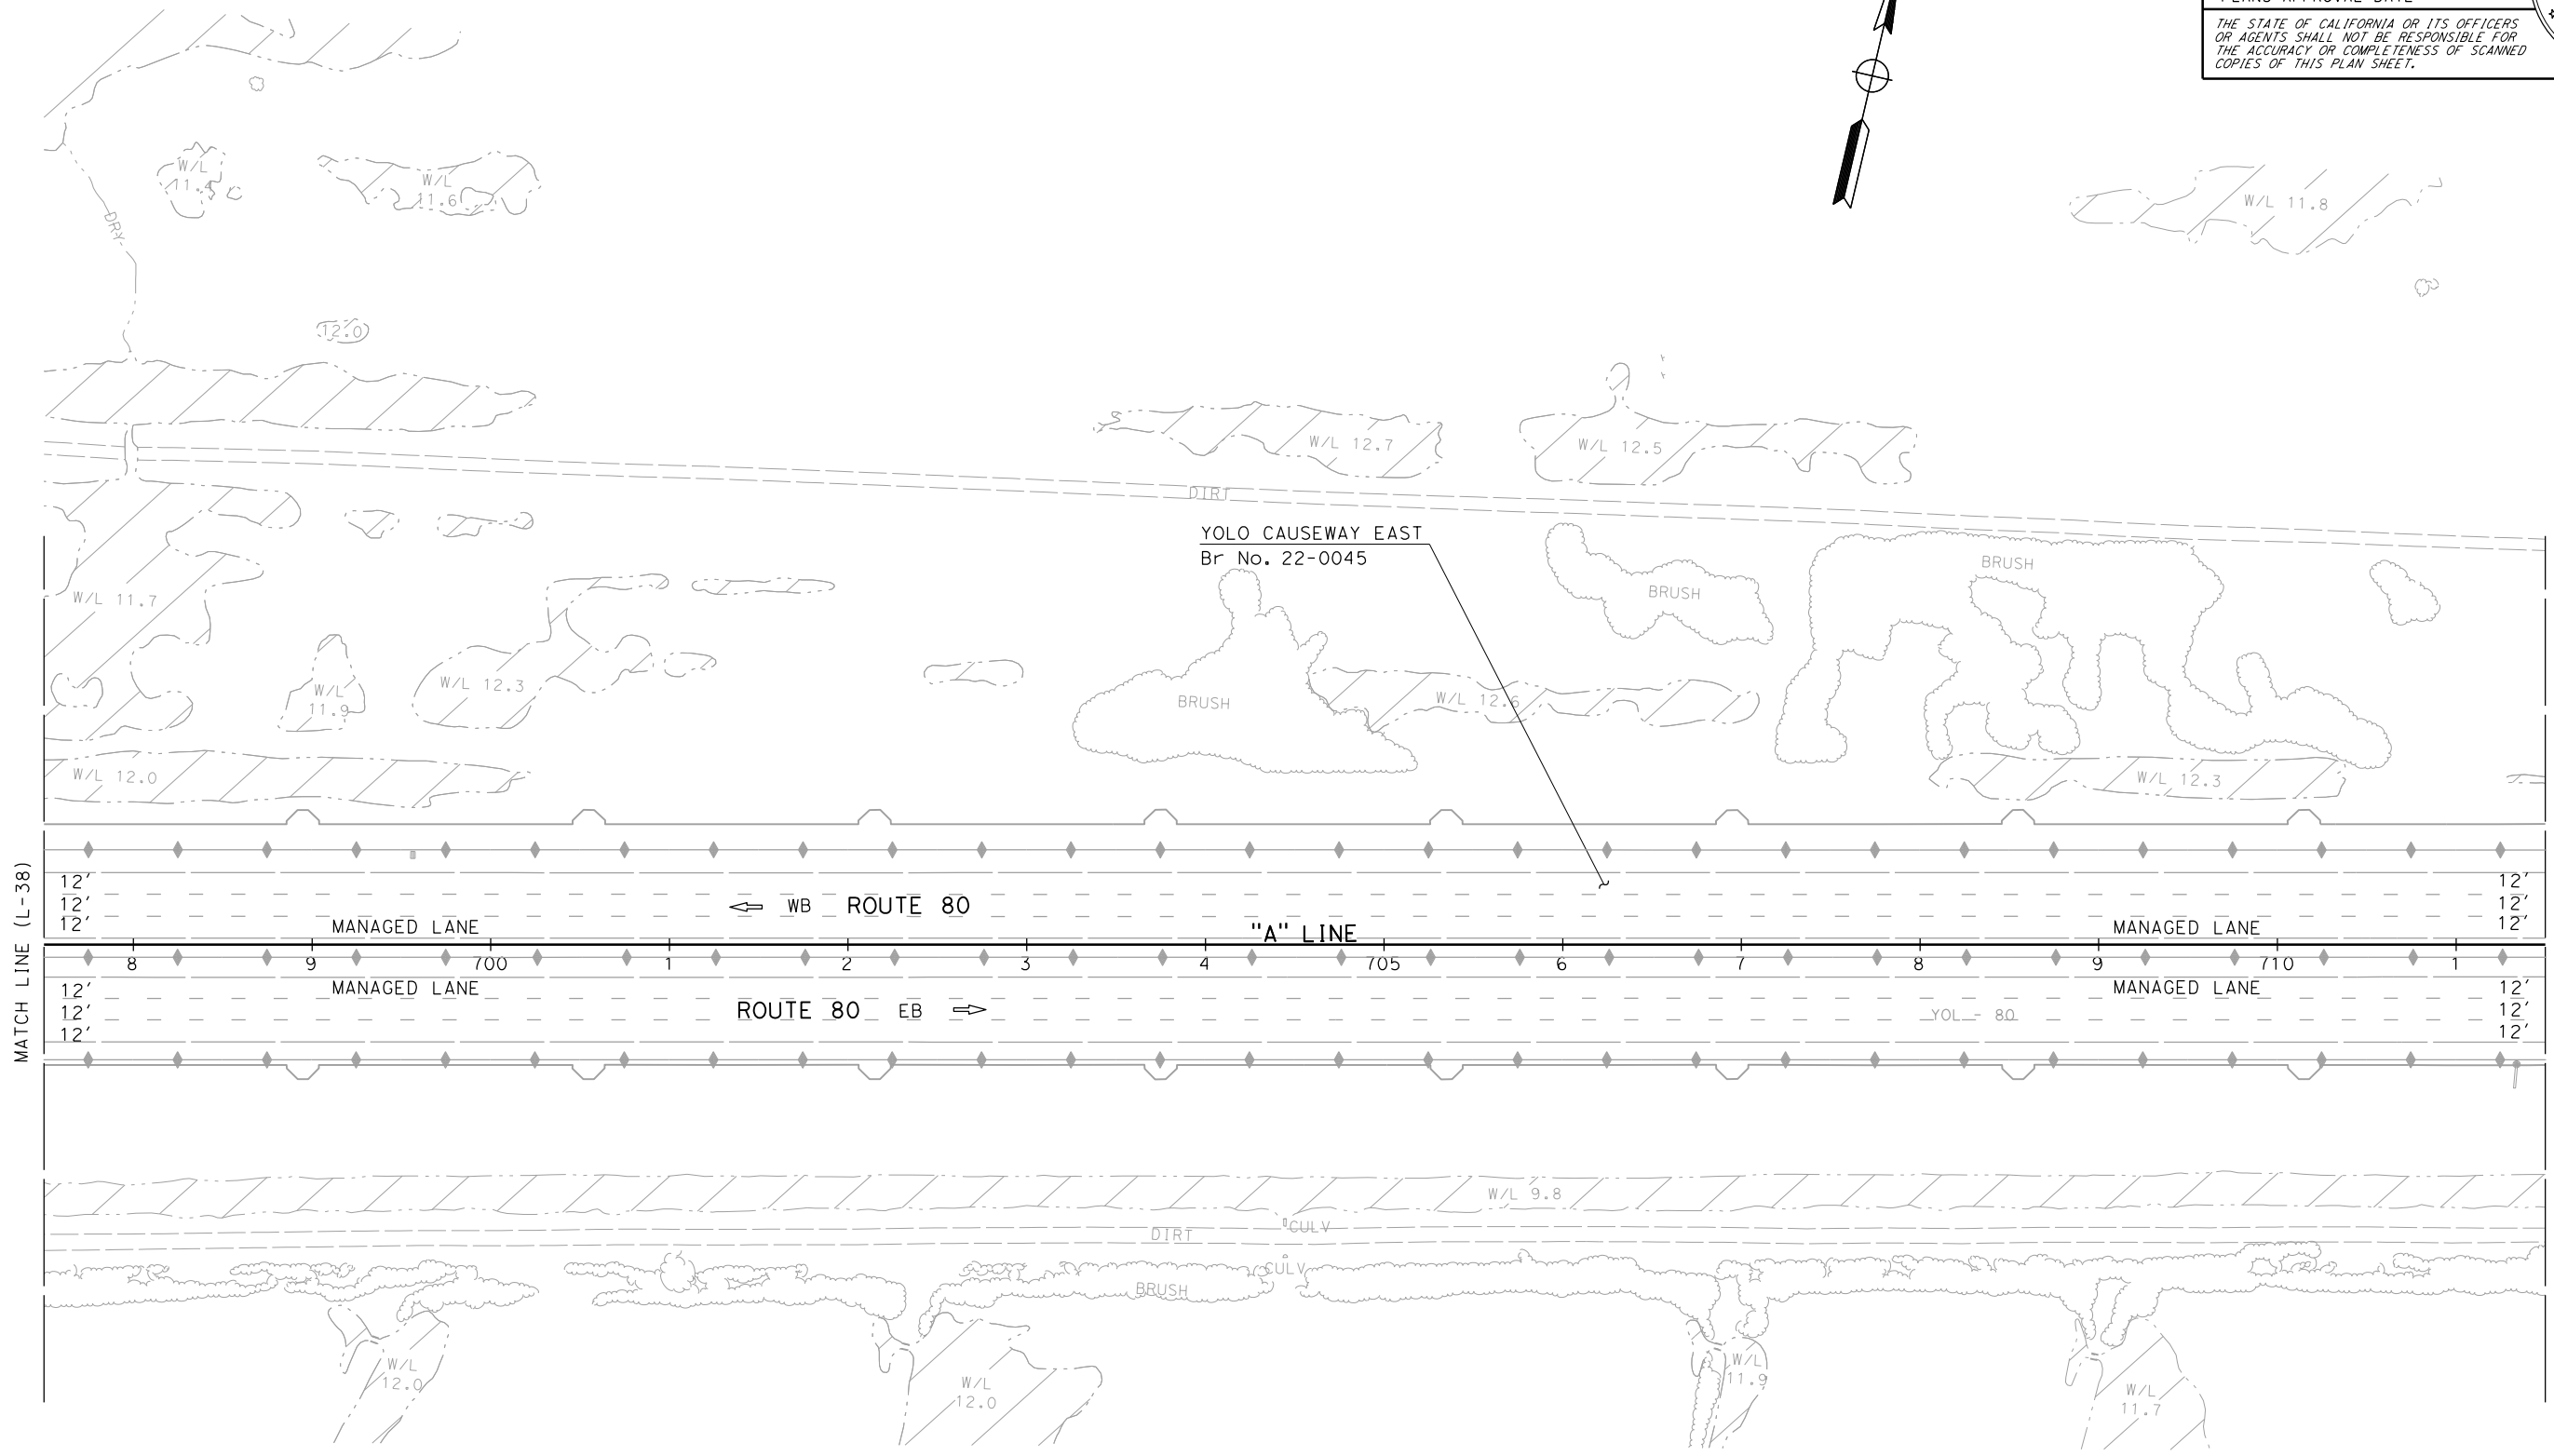 THE STATE OF CALIFORNIA OR ITS OFFICERS
OR AGENTS SHALL NOT BE RESPONSIBLE FOR
THE ACCURACY OR COMPLETENESS OF SCANNED
COPIES OF THIS PLAN SHEET.
W/L
W/L
11.6
W/L 11.8
DRY
12.0
W/L 12.7
W/L 12.5
DIRT
YOLO CAUSEWAY EAST
Br No. 22-0045
BRUSH
BRUSH
W/L 11.7
W/L 12.3
W/L
11.9
BRUSH
W/L 12.6
W/L 12.0
W/L 12.3
MATCH LINE (L-38)
12' 12'
12' WB ROUTE 80 12'
12' MANAGED LANE "A" LINE MANAGED LANE 12'
8 9 700 1 2 3 4 705 6 7 8 9 710 1
12' MANAGED LANE MANAGED LANE 12'
12' ROUTE 80 EB YOL - 80 12'
12' 12'
W/L 9.8
CULV
DIRT
CULV
BRUSH
W/L
12.0
W/L
12.0
W/L
11.9
W/L
11.7